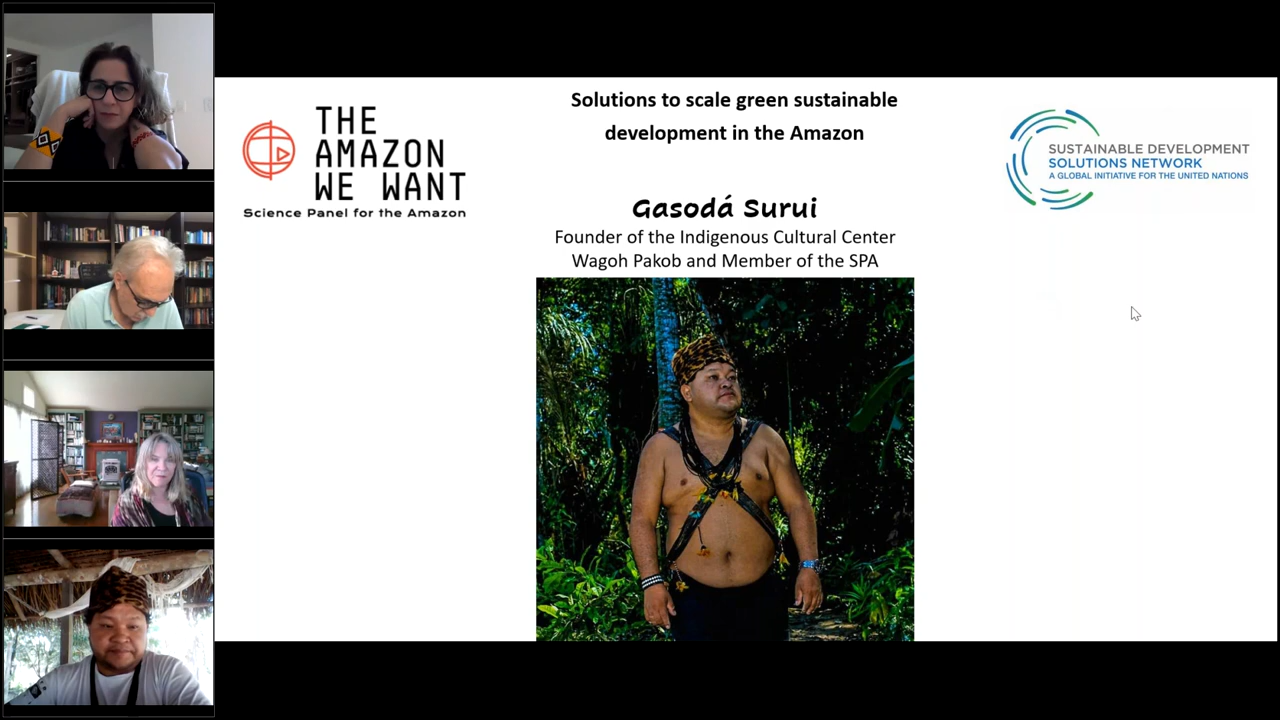 THE
AMAZON
WE WANT
Science Panel for the Amazon
Solutions to scale green sustainable
development in the Amazon
SUSTAINABLE DEVELOPMENT
SOLUTIONS NETWORK
A GLOBAL INITIATIVE FOR THE UNITED NATIONS
Gasodá Surui
Founder of the Indigenous Cultural Center
Wagoh Pakob and Member of the SPA